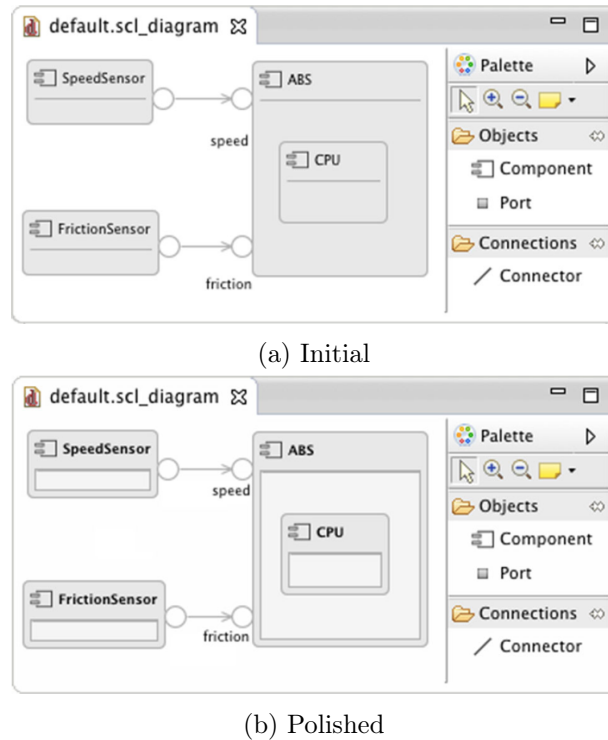 default.scl_diagram
SpeedSensor
ABS
Palette
speed
Objects
CPU
Component
Port
FrictionSensor
Connections
friction
Connector
(a) Initial
default.scl_diagram
SpeedSensor
ABS
Palette
speed
Objects
CPU
Component
Port
FrictionSensor
Connections
friction
Connector
(b) Polished